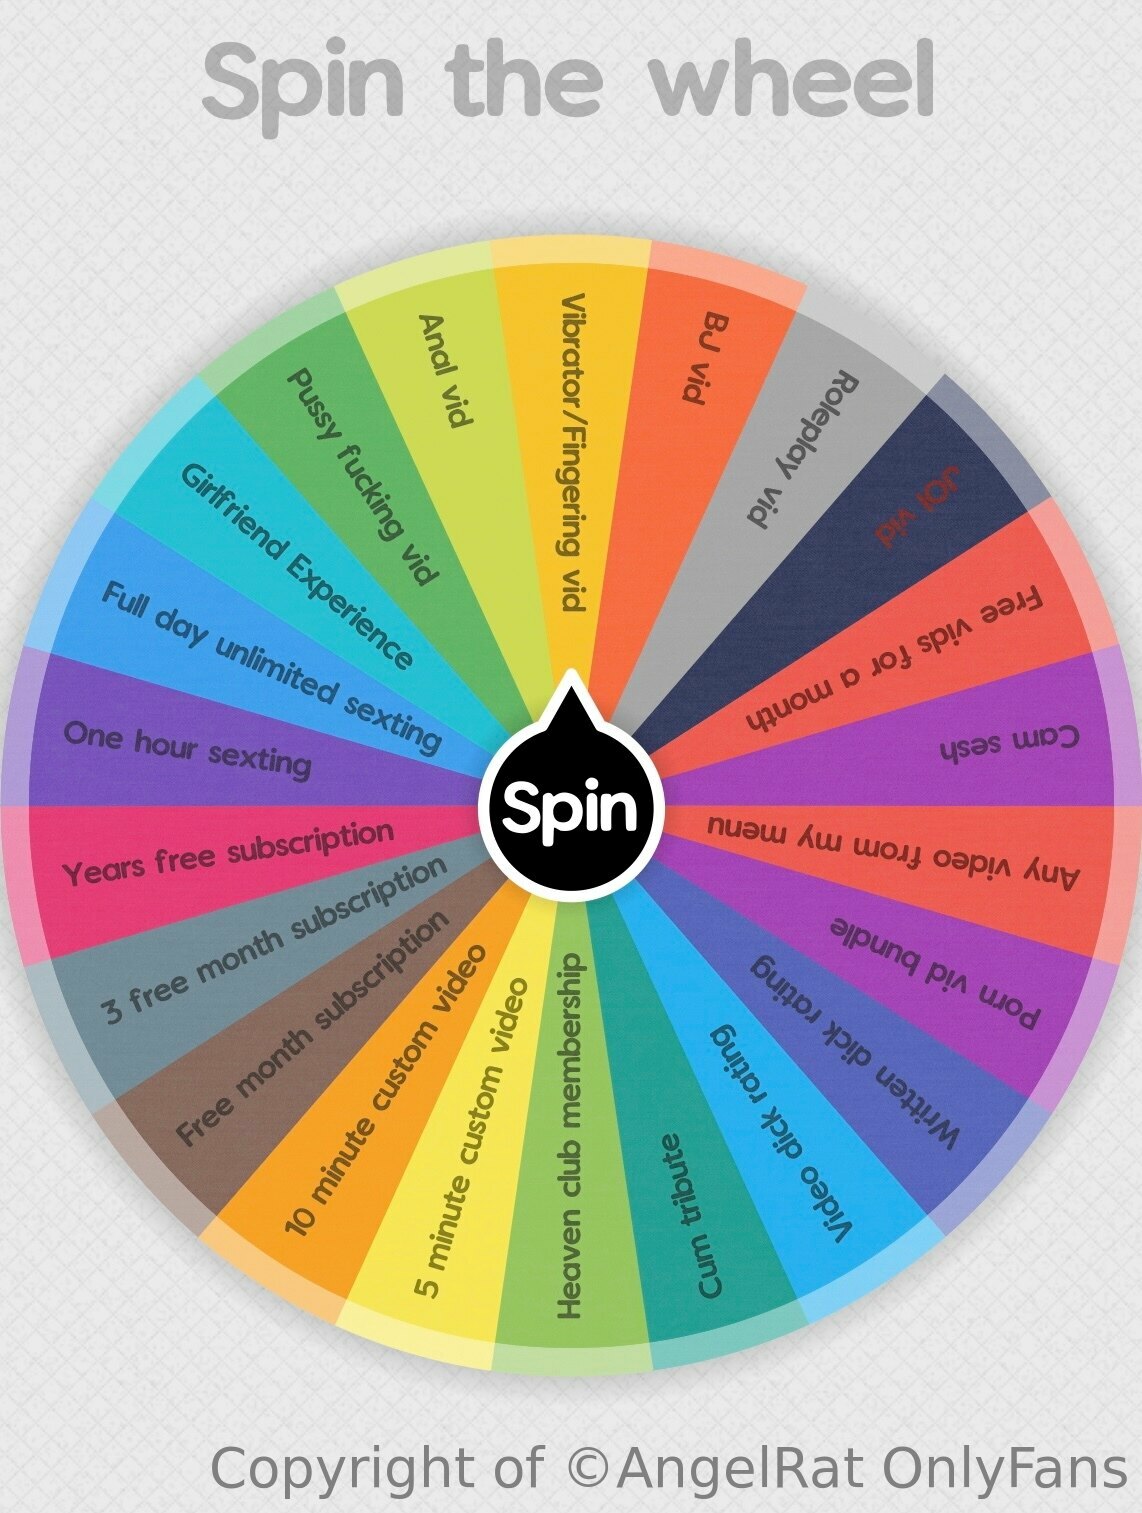 Spin the wheel
Vibrator/Fingering vid
BJ vid
Roleplay vid
JOI vid
Free vids for a month
Cam sesh
Any video from my menu
Porn vid bundle
Written dick rating
Video dick rating
Cum tribute
Heaven club membership
5 minute custom video
10 minute custom video
Free month subscription
3 free month subscription
Years free subscription
One hour sexting
Full day unlimited sexting
Girlfriend Experience
Pussy fucking vid
Anal vid
Spin
Copyright of ©AngelRat OnlyFans